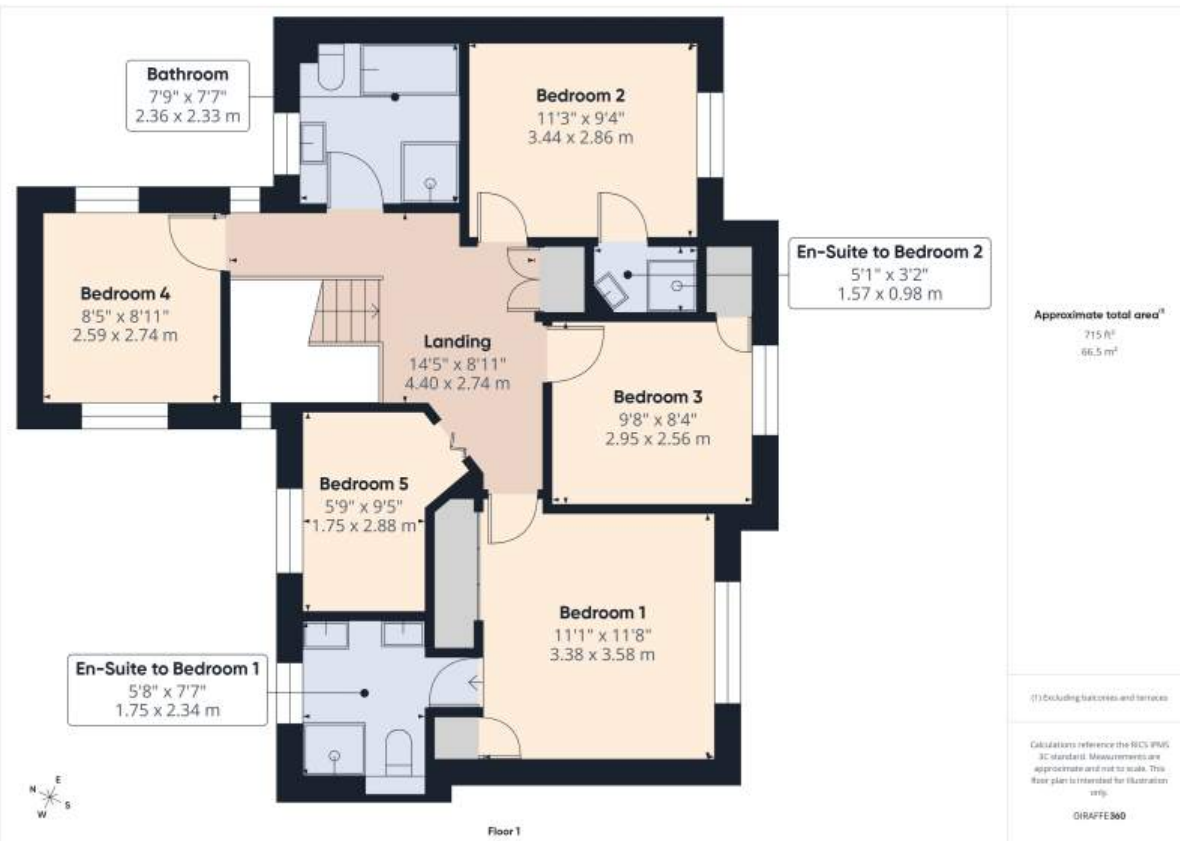 Bathroom
7'9" x 7'7"
2.36 x 2.33 m
Bedroom 2
11'3" x 9'4"
3.44 x 2.86 m
En-Suite to Bedroom 2
5'1" x 3'2"
1.57 x 0.98 m
Bedroom 4
8'5" x 8'11"
2.59 x 2.74 m
Landing
14'5" x 8'11"
4.40 x 2.74 m
Bedroom 3
9'8" x 8'4"
2.95 x 2.56 m
Bedroom 5
5'9" x 9'5"
1.75 x 2.88 m
Bedroom 1
11'1" x 11'8"
3.38 x 3.58 m
En-Suite to Bedroom 1
5'8" x 7'7"
1.75 x 2.34 m
N
E
S
W
Floor 1
Approximate total area(1)
715 ft²
66.5 m²
(1) Excluding balconies and terraces
Calculations reference the RICS IPMS
3C standard. Measurements are
approximate and not to scale. This
floor plan is intended for illustration
only.
GIRAFFE360